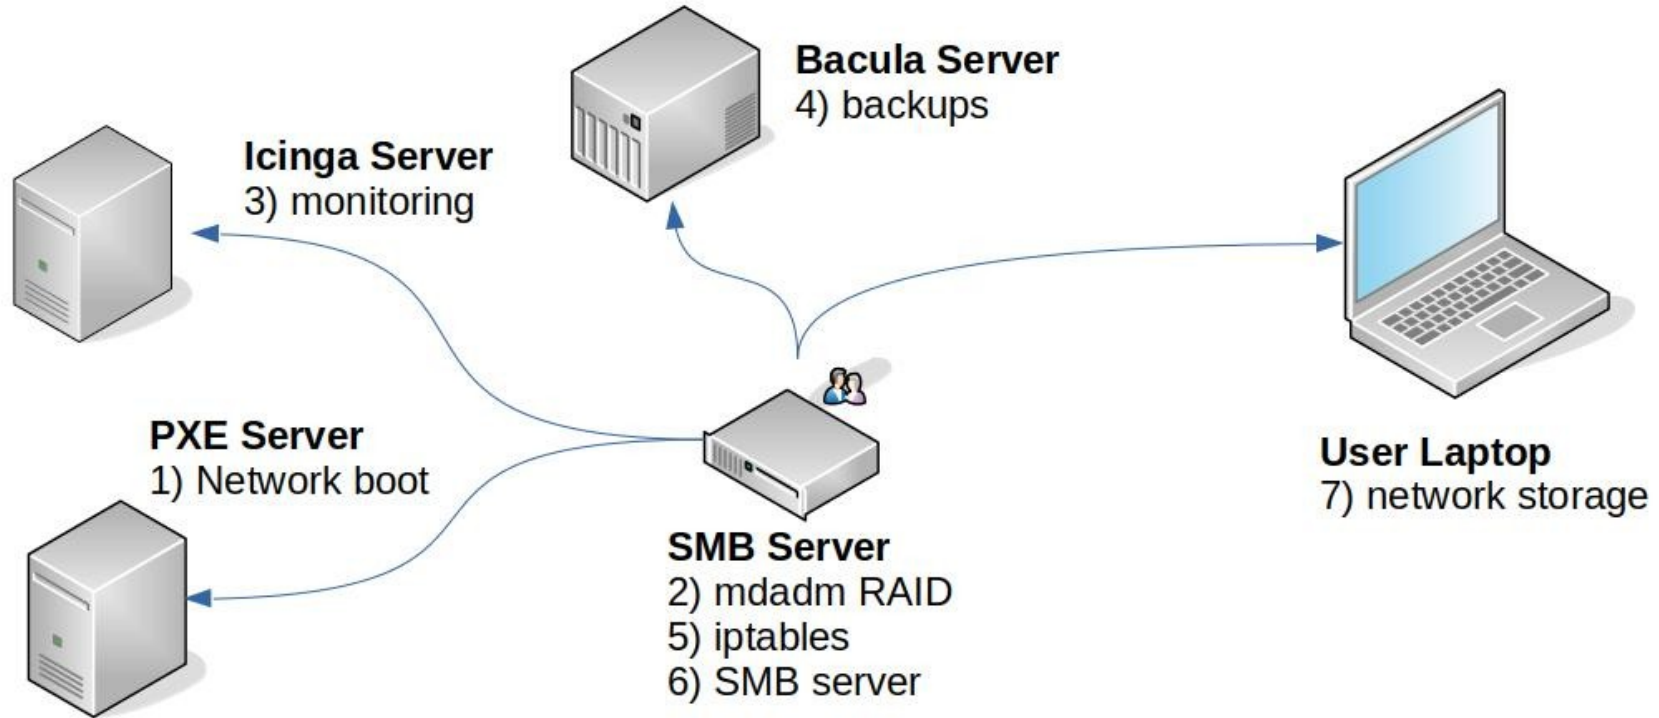 Bacula Server
4) backups
Icinga Server
3) monitoring
PXE Server
1) Network boot
User Laptop
7) network storage
SMB Server
2) mdadm RAID
5) iptables
6) SMB server